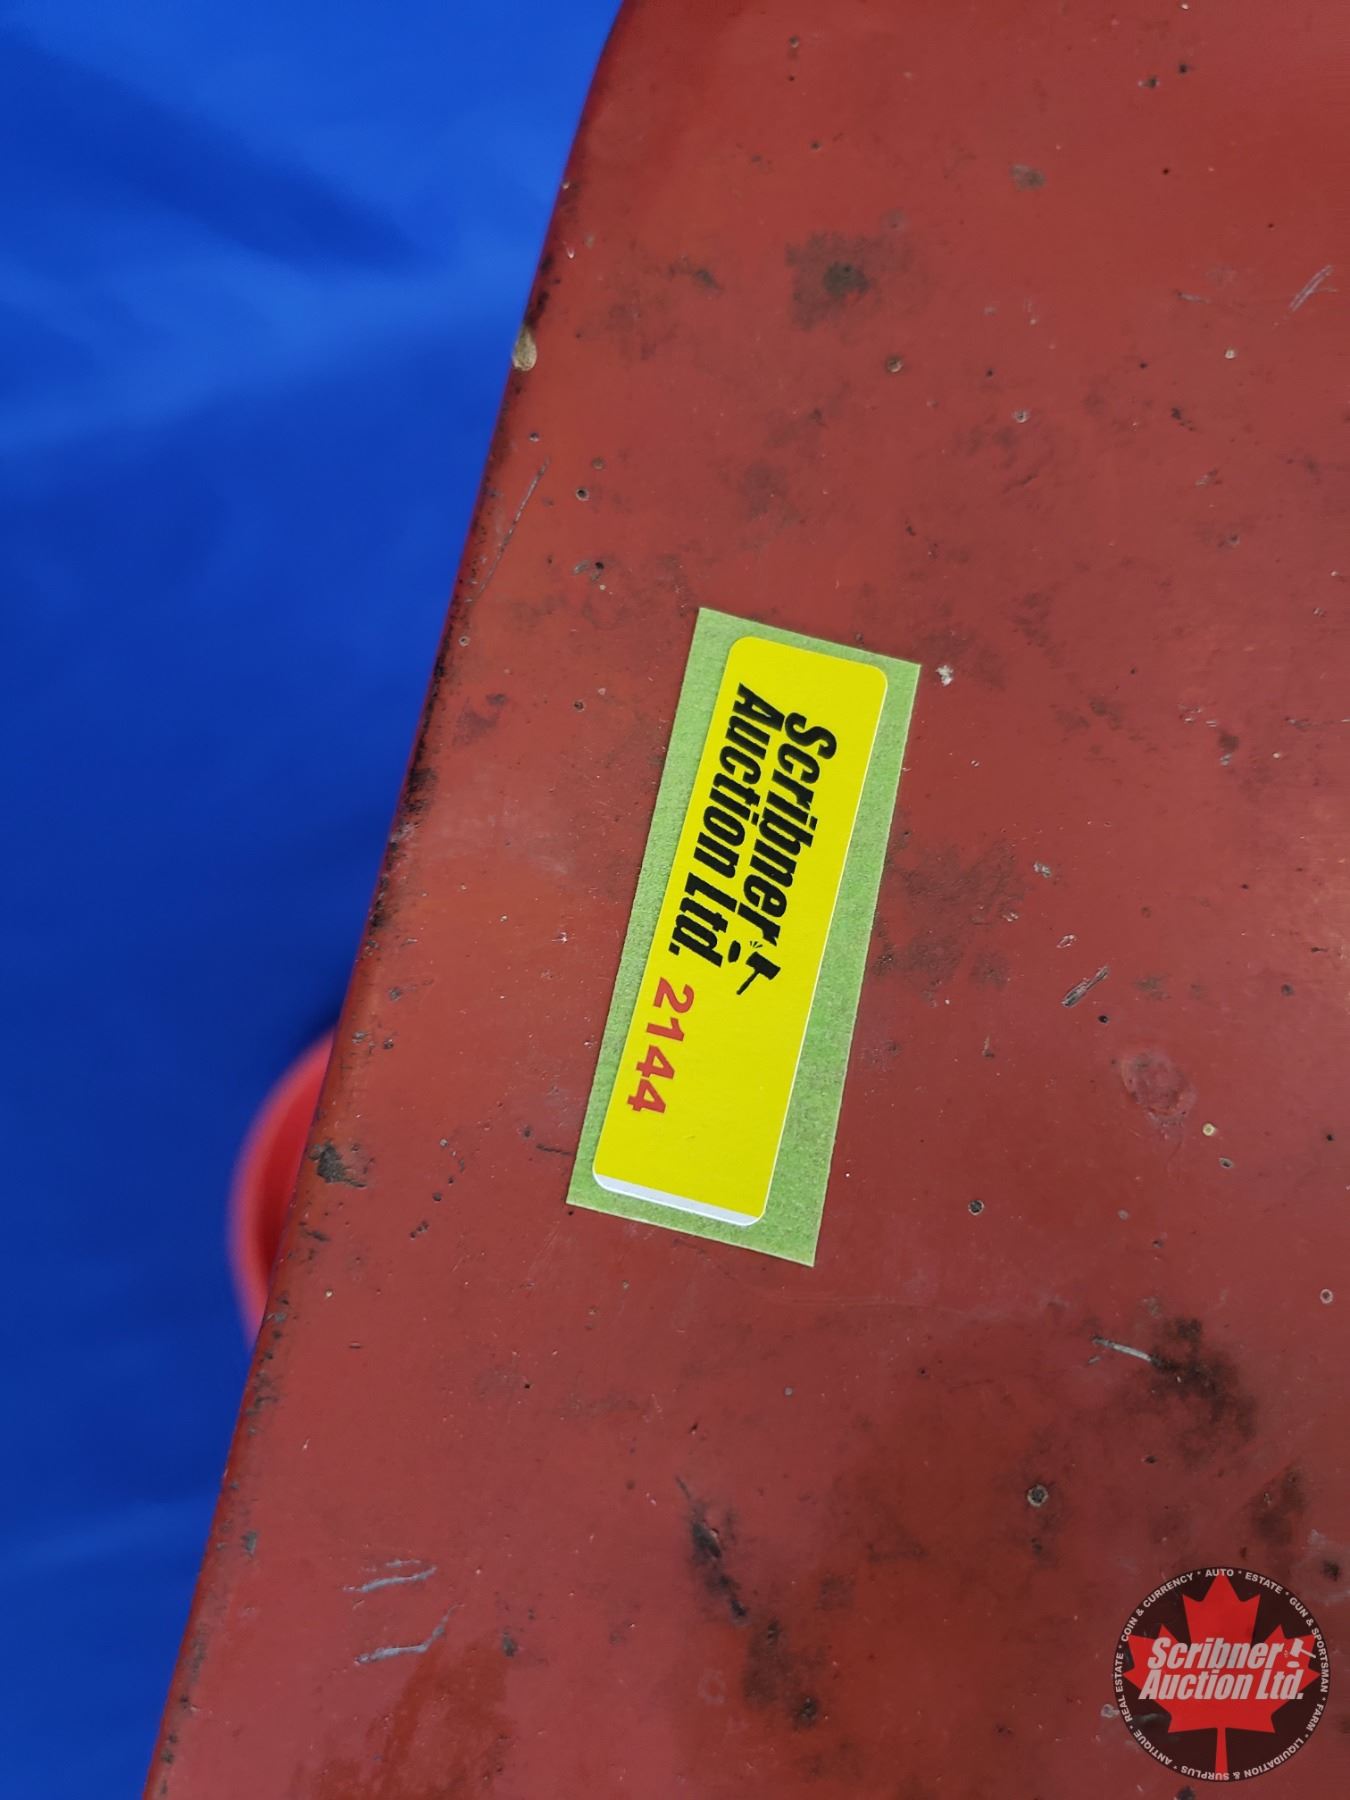 Scribner
Auction Ltd. 2144
COIN & CURRENCY * AUTO * ESTATE * GUN & SPORTSMAN * FARM * LIQUIDATION & SURPLUS * ANTIQUE * REAL ESTATE *
Scribner
Auction Ltd.